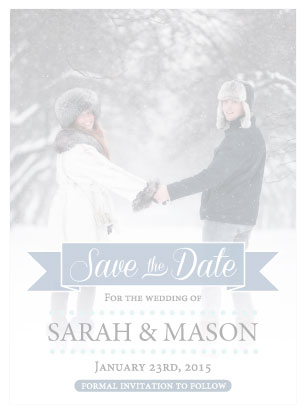 Save the Date
For the wedding of
SARAH & MASON
January 23rd, 2015
formal invitation to follow